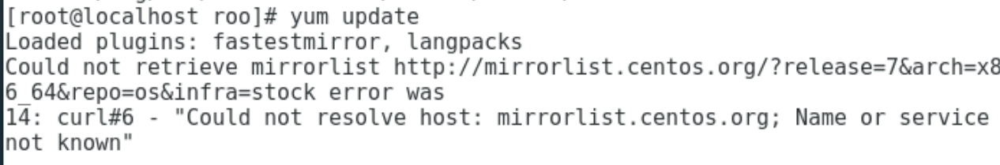 [root@localhost roo]# yum update
Loaded plugins: fastestmirror, langpacks
Could not retrieve mirrorlist http://mirrorlist.centos.org/?release=7&arch=x8
6_64&repo=os&infra=stock error was
14: curl#6 - "Could not resolve host: mirrorlist.centos.org; Name or service
not known"